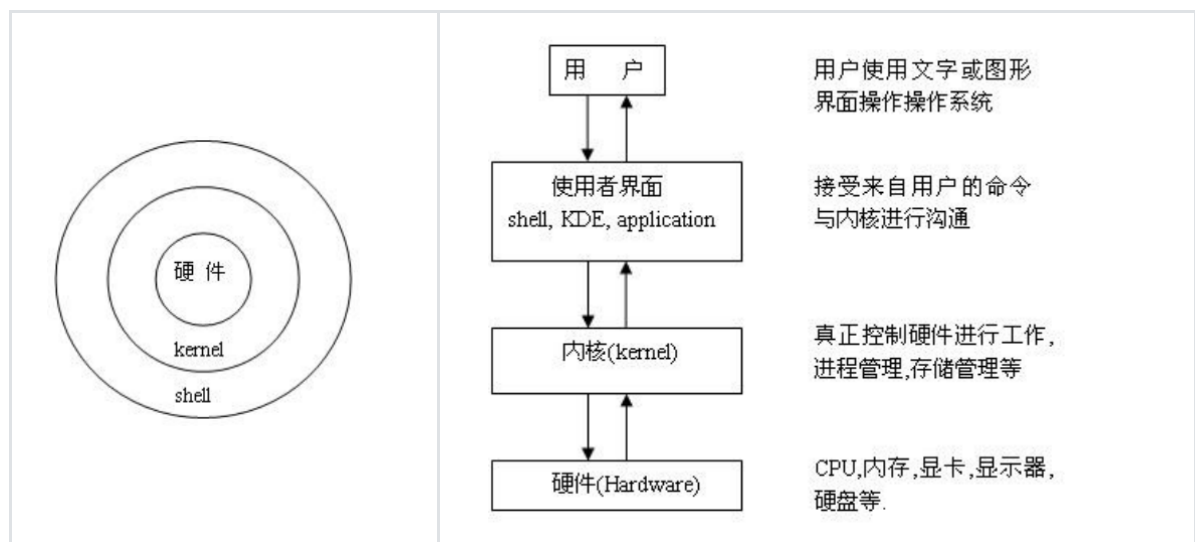 硬 件
kernel
shell
用 户
用户使用文字或图形
界面操作操作系统
使用者界面
shell, KDE, application
接受来自用户的命令
与内核进行沟通
内核(kernel)
真正控制硬件进行工作,
进程管理,存储管理等
硬件(Hardware)
CPU,内存,显卡,显示器,
硬盘等.